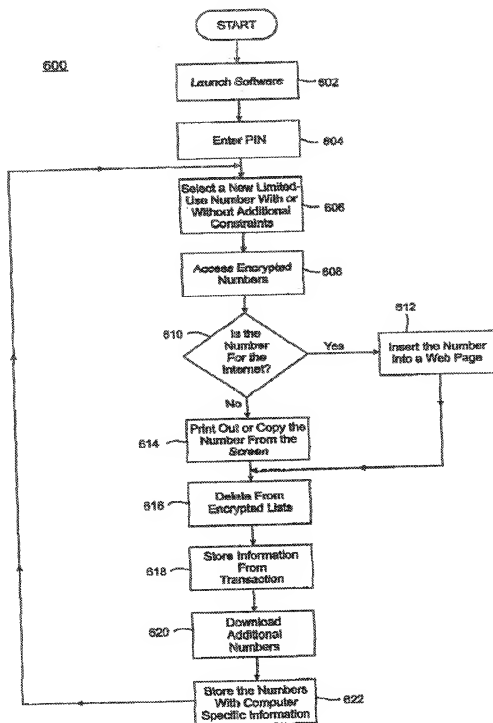 START
600
Launch Software
602
Enter PIN
604
Select a New Limited-
Use Number With or
Without Additional
Constraints
606
Access Encrypted
Numbers
608
610
Is the
Number
For the
Internet?
Yes
612
Insert the Number
Into a Web Page
No
Print Out or Copy the
Number From the
Screen
614
Delete From
Encrypted Lists
616
Store Information
From
Transaction
618
Download
Additional
Numbers
620
Store the Numbers
With Computer
Specific Information
622